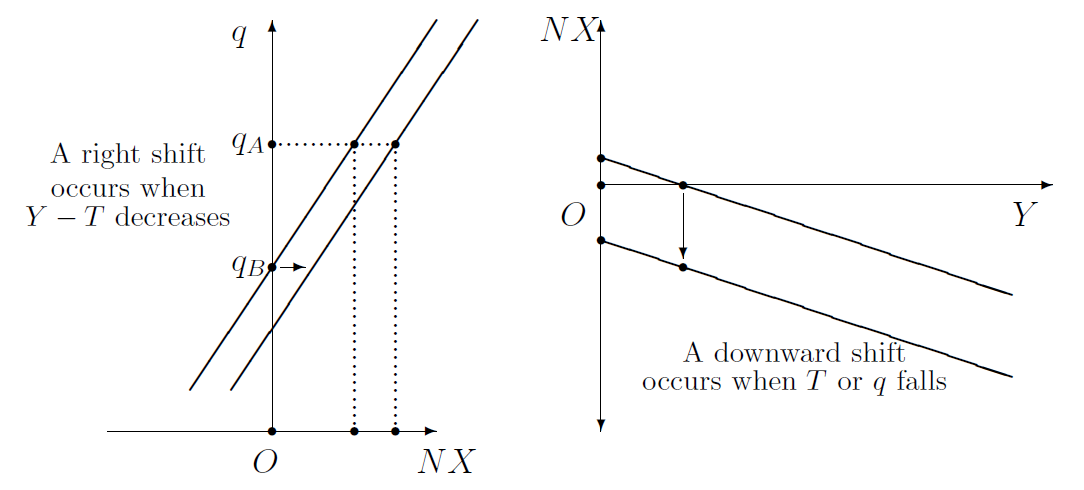 q
q_A
A right shift
occurs when
Y − T decreases
q_B
O
NX
NX
O
Y
A downward shift
occurs when T or q falls